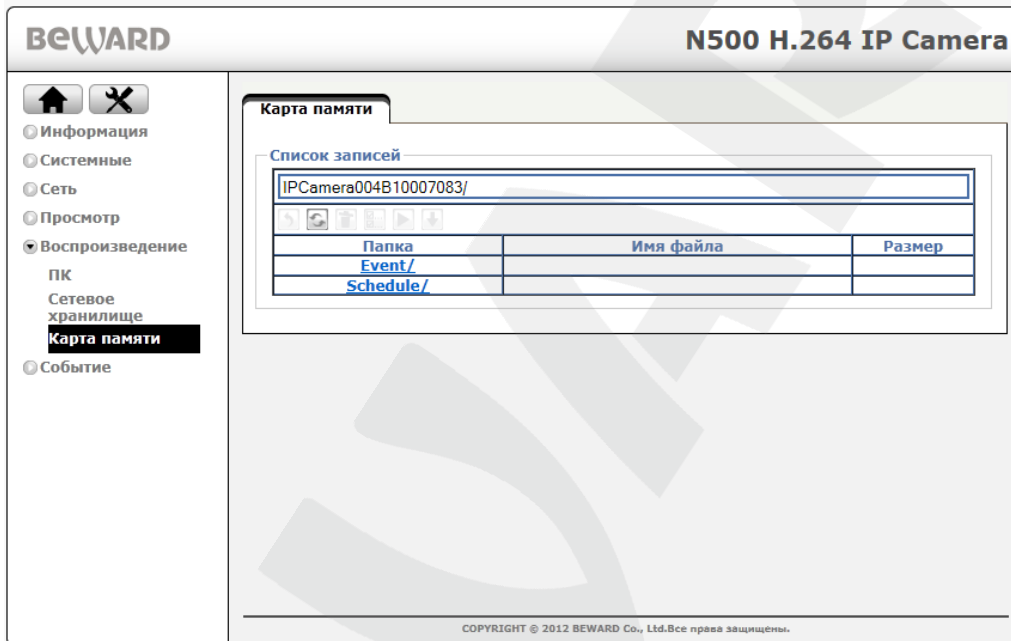 BEWARD
N500 H.264 IP Camera
Информация
Системные
Сеть
Просмотр
Воспроизведение
ПК
Сетевое
хранилище
Карта памяти
Событие
Карта памяти
Список записей
IPCamera004B10007083/
Папка Имя файла Размер
Event/
Schedule/
COPYRIGHT © 2012 BEWARD Co., Ltd.Все права защищены.